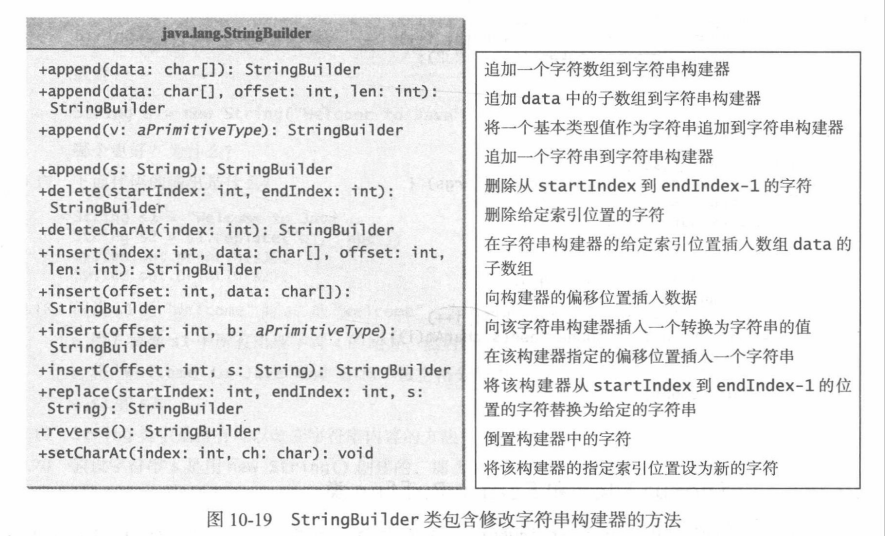 java.lang.StringBuilder
+append(data: char[]): StringBuilder
+append(data: char[], offset: int, len: int):
StringBuilder
+append(v: aPrimitiveType): StringBuilder
+append(s: String): StringBuilder
+delete(startIndex: int, endIndex: int):
StringBuilder
+deleteCharAt(index: int): StringBuilder
+insert(index: int, data: char[], offset: int,
len: int): StringBuilder
+insert(offset: int, data: char[]):
StringBuilder
+insert(offset: int, b: aPrimitiveType):
StringBuilder
+insert(offset: int, s: String): StringBuilder
+replace(startIndex: int, endIndex: int, s:
String): StringBuilder
+reverse(): StringBuilder
+setCharAt(index: int, ch: char): void
追加一个字符数组到字符串构建器
追加 data 中的子数组到字符串构建器
将一个基本类型值作为字符串追加到字符串构建器
追加一个字符串到字符串构建器
删除从 startIndex 到 endIndex-1 的字符
删除给定索引位置的字符
在字符串构建器的给定索引位置插入数组 data 的
子数组
向构建器的偏移位置插入数据
向该字符串构建器插入一个转换为字符串的值
在该构建器指定的偏移位置插入一个字符串
将该构建器从 startIndex 到 endIndex-1 的位
置的字符替换为给定的字符串
倒置构建器中的字符
将该构建器的指定索引位置设为新的字符
图 10-19 StringBuilder 类包含修改字符串构建器的方法